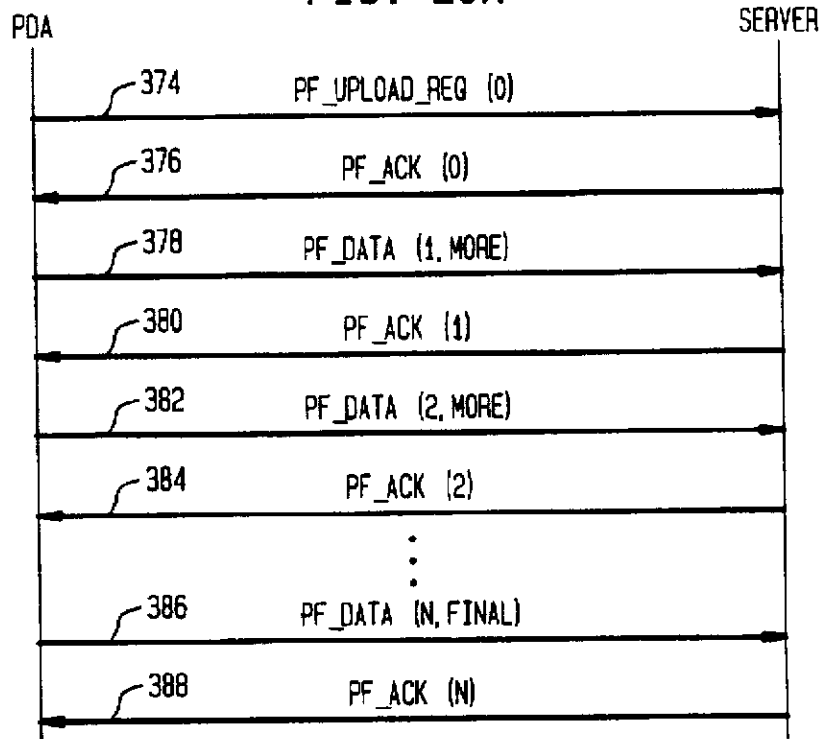 PDA
SERVER
374 PF_UPLOAD_REQ (0)
376 PF_ACK (0)
378 PF_DATA (1, MORE)
380 PF_ACK (1)
382 PF_DATA (2, MORE)
384 PF_ACK (2)
386 PF_DATA (N, FINAL)
388 PF_ACK (N)